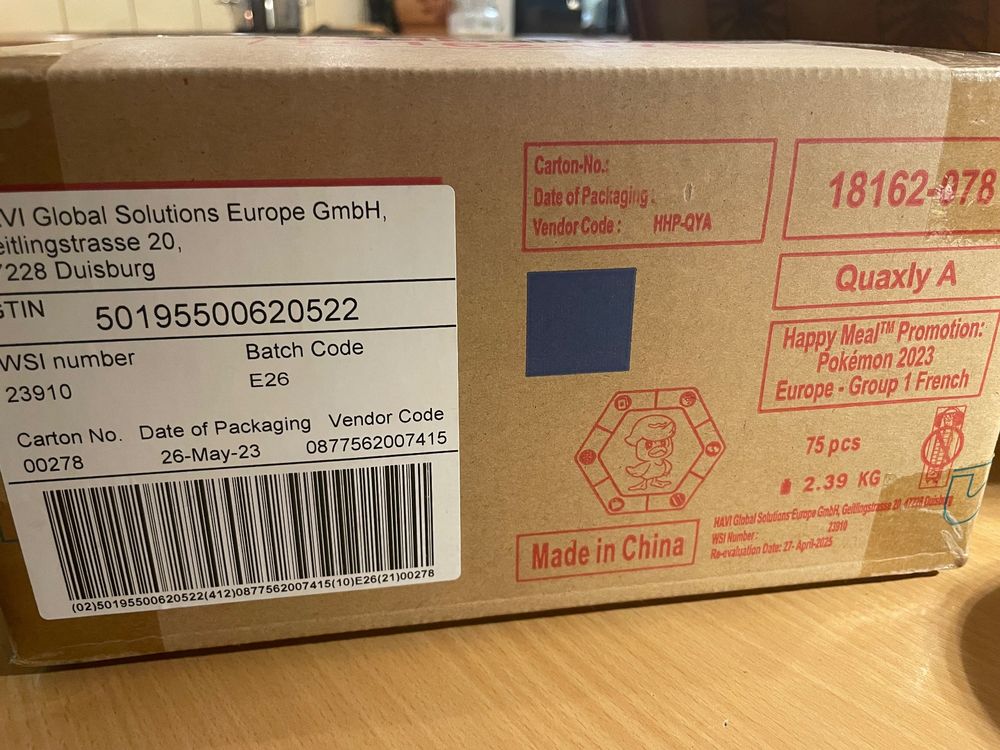 AVI Global Solutions Europe GmbH,
eitlingstrasse 20,
7228 Duisburg
GTIN 50195500620522
WSI number Batch Code
23910 E26
Carton No. Date of Packaging Vendor Code
00278 26-May-23 0877562007415
(02)50195500620522(412)0877562007415(10)E26(21)00278
Carton-No.:
Date of Packaging :
Vendor Code : HHP-QYA
18162-078
Quaxly A
Happy Meal™ Promotion:
Pokémon 2023
Europe - Group 1 French
75 pcs
2.39 KG
Made in China
HAVI Global Solutions Europe GmbH, Geitlingstrasse 20, 47228 Duisburg
WSI Number : 23910
Re-evaluation Date: 27- April-2025